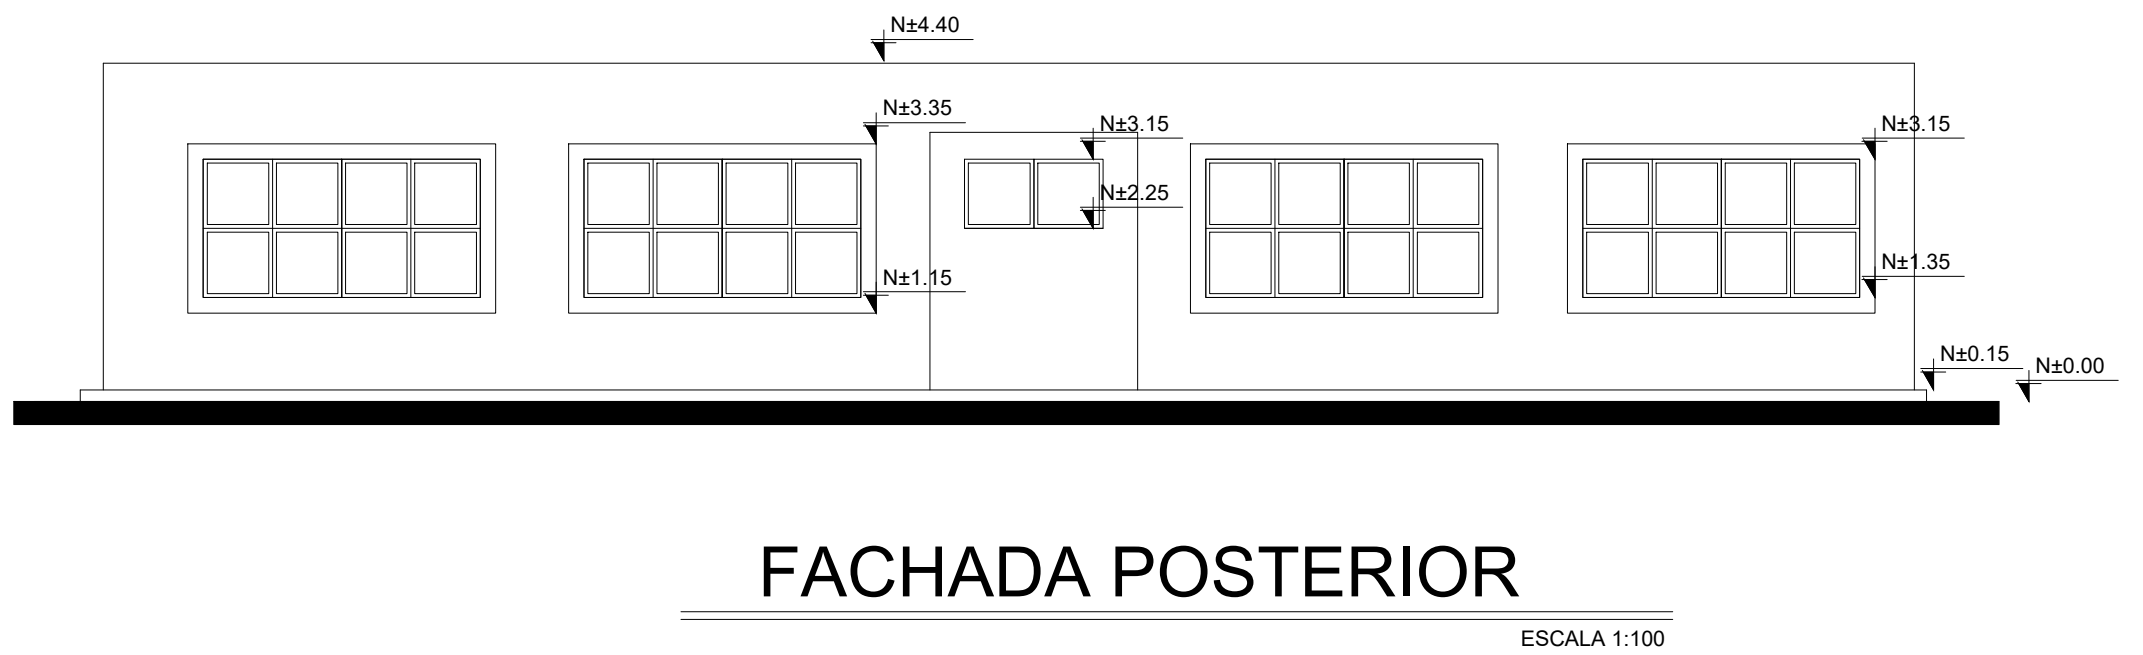 N±4.40
N±3.35
N±3.15
N±3.15
N±2.25
N±1.15
N±1.35
N±0.15
N±0.00
FACHADA POSTERIOR
ESCALA 1:100